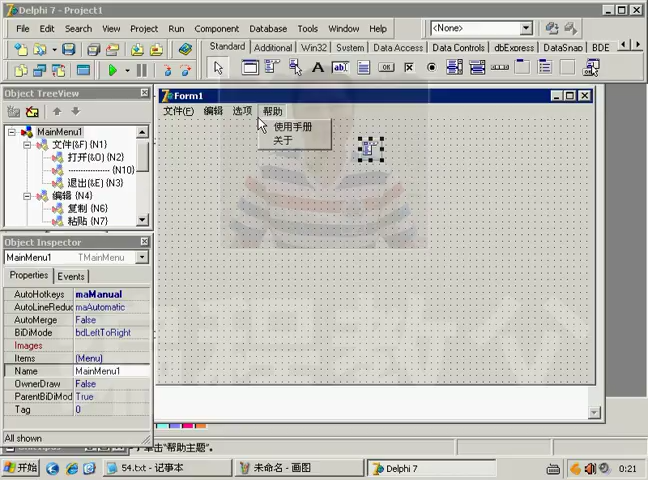 Delphi 7 - Project1
File Edit Search View Project Run Component Database Tools Window Help <None>
Standard Additional Win32 System Data Access Data Controls dbExpress DataSnap BDE
Object TreeView
MainMenu1
文件(&F) {N1}
打开(&O) {N2}
---------------- {N10}
退出(&E) {N3}
编辑 {N4}
复制 {N6}
粘贴 {N7}
Form1
文件(F) 编辑 选项 帮助
使用手册
关于
Object Inspector
MainMenu1 TMainMenu
Properties Events
AutoHotkeys maManual
AutoLineReduc maAutomatic
AutoMerge False
BiDiMode bdLeftToRight
Images
Items (Menu)
Name MainMenu1
OwnerDraw False
ParentBiDiMod True
Tag 0
All shown
单击“帮助主题”。
开始 54.txt - 记事本 未命名 - 画图 Delphi 7 0:21